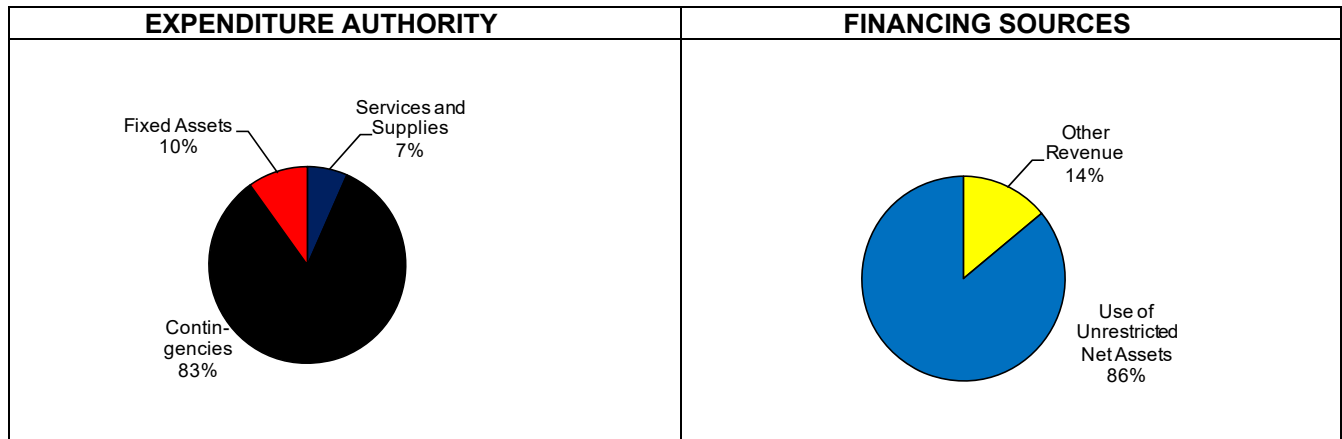 EXPENDITURE AUTHORITY
Fixed Assets
10%
Services and
Supplies
7%
Contin-
gencies
83%
FINANCING SOURCES
Other
Revenue
14%
Use of
Unrestricted
Net Assets
86%